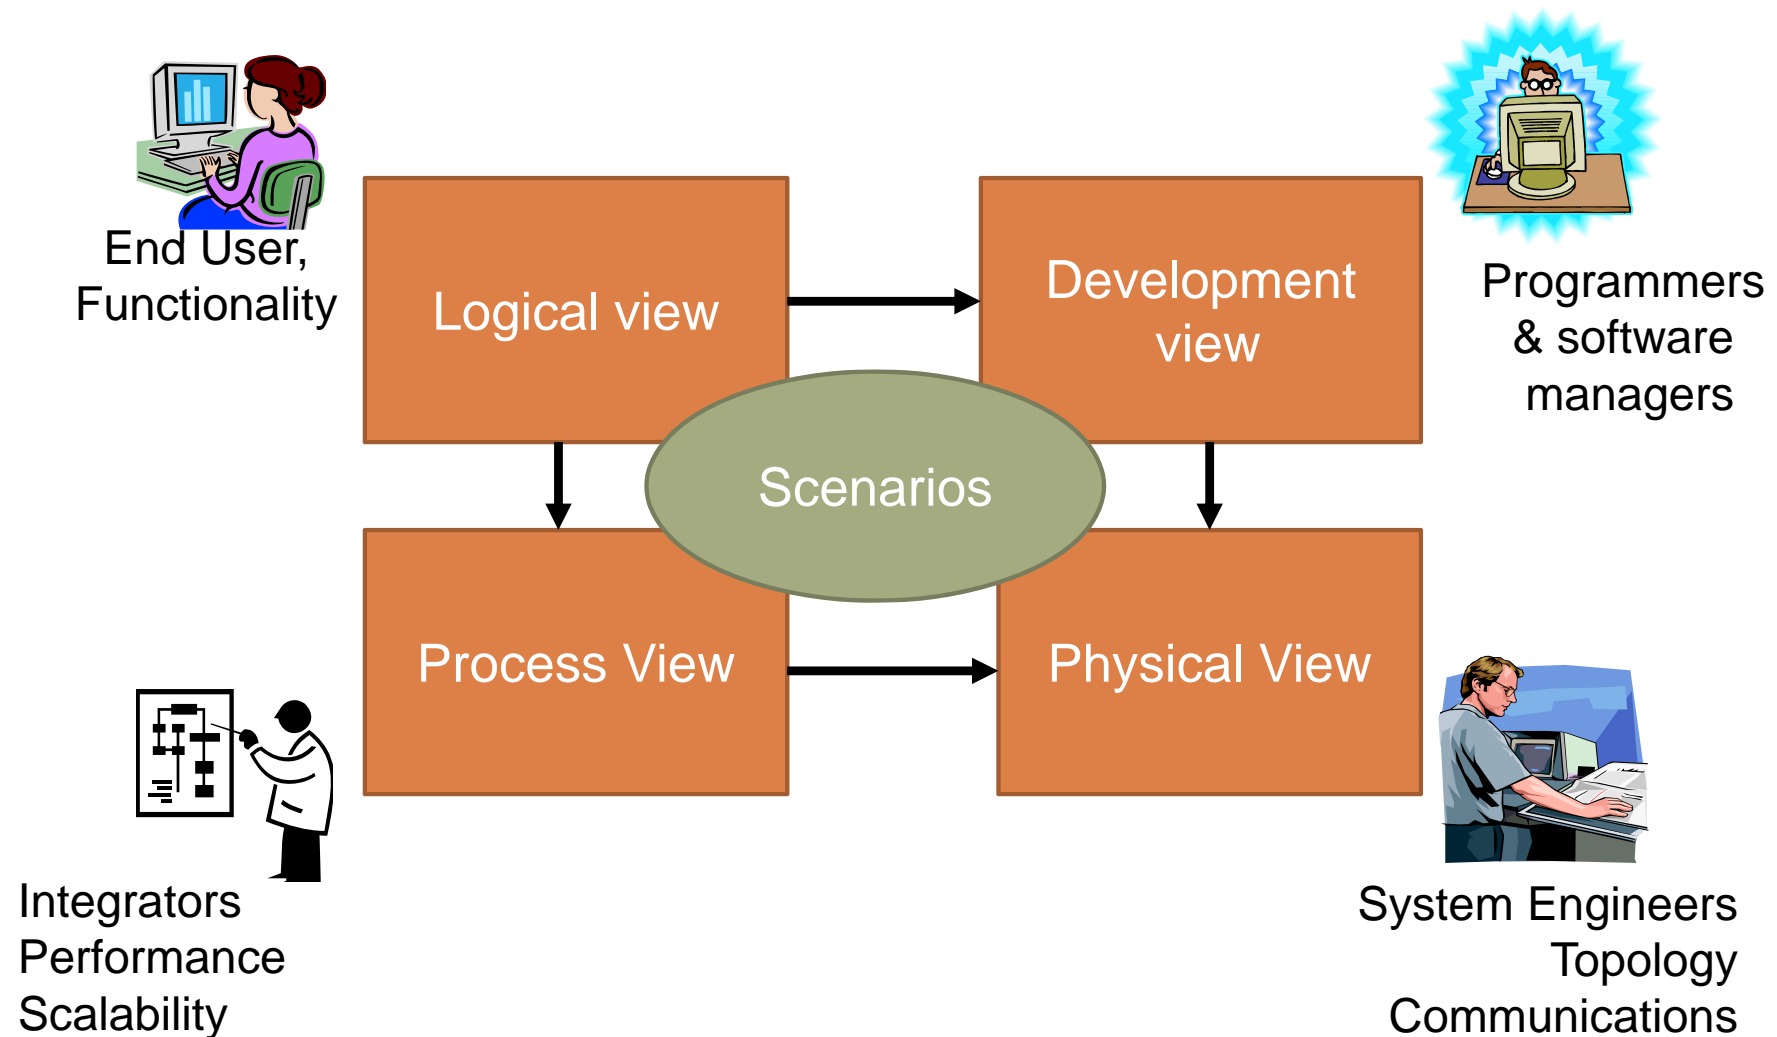 End User,
Functionality
Logical view
Development
view
Programmers
& software
managers
Scenarios
Process View
Physical View
Integrators
Performance
Scalability
System Engineers
Topology
Communications